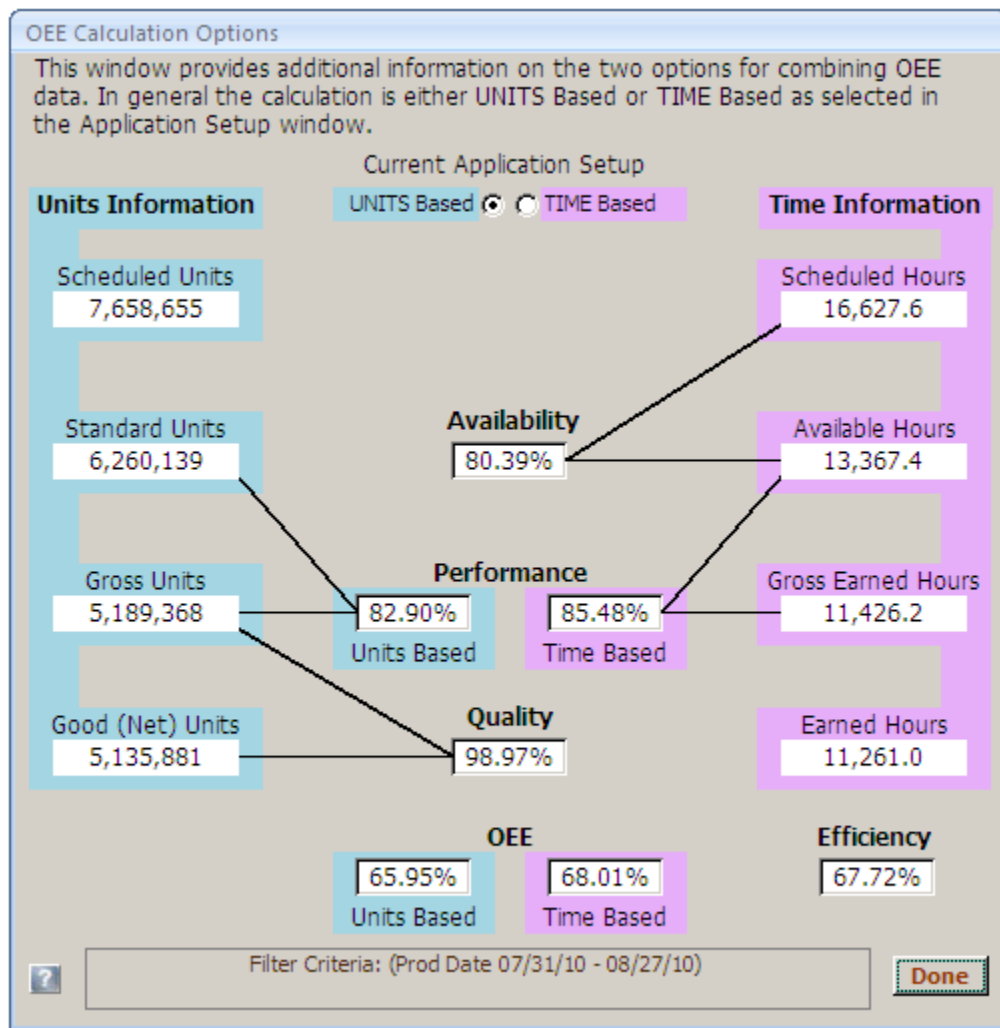 OEE Calculation Options
This window provides additional information on the two options for combining OEE
data. In general the calculation is either UNITS Based or TIME Based as selected in
the Application Setup window.
Current Application Setup
Units Information
UNITS Based
TIME Based
Time Information
Scheduled Units
7,658,655
Scheduled Hours
16,627.6
Standard Units
6,260,139
Availability
80.39%
Available Hours
13,367.4
Gross Units
5,189,368
Performance
82.90%
Units Based
85.48%
Time Based
Gross Earned Hours
11,426.2
Good (Net) Units
5,135,881
Quality
98.97%
Earned Hours
11,261.0
OEE
65.95%
Units Based
68.01%
Time Based
Efficiency
67.72%
?
Filter Criteria: (Prod Date 07/31/10 - 08/27/10)
Done